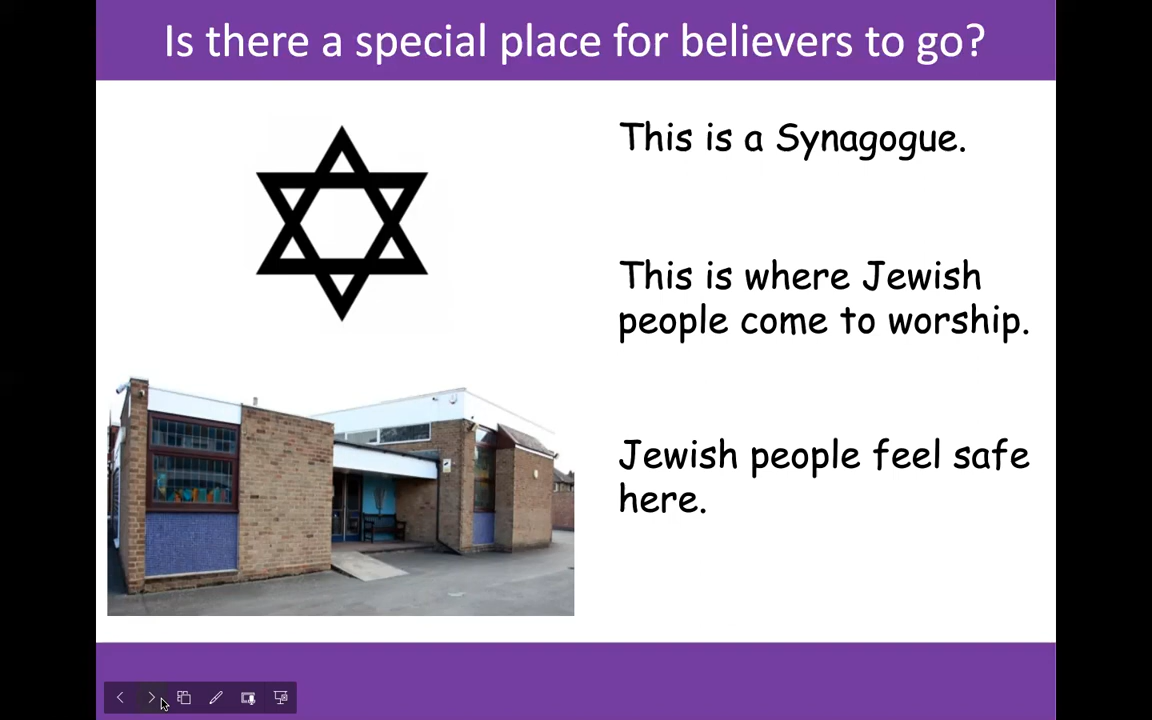 Is there a special place for believers to go?
This is a Synagogue.
This is where Jewish
people come to worship.
Jewish people feel safe
here.